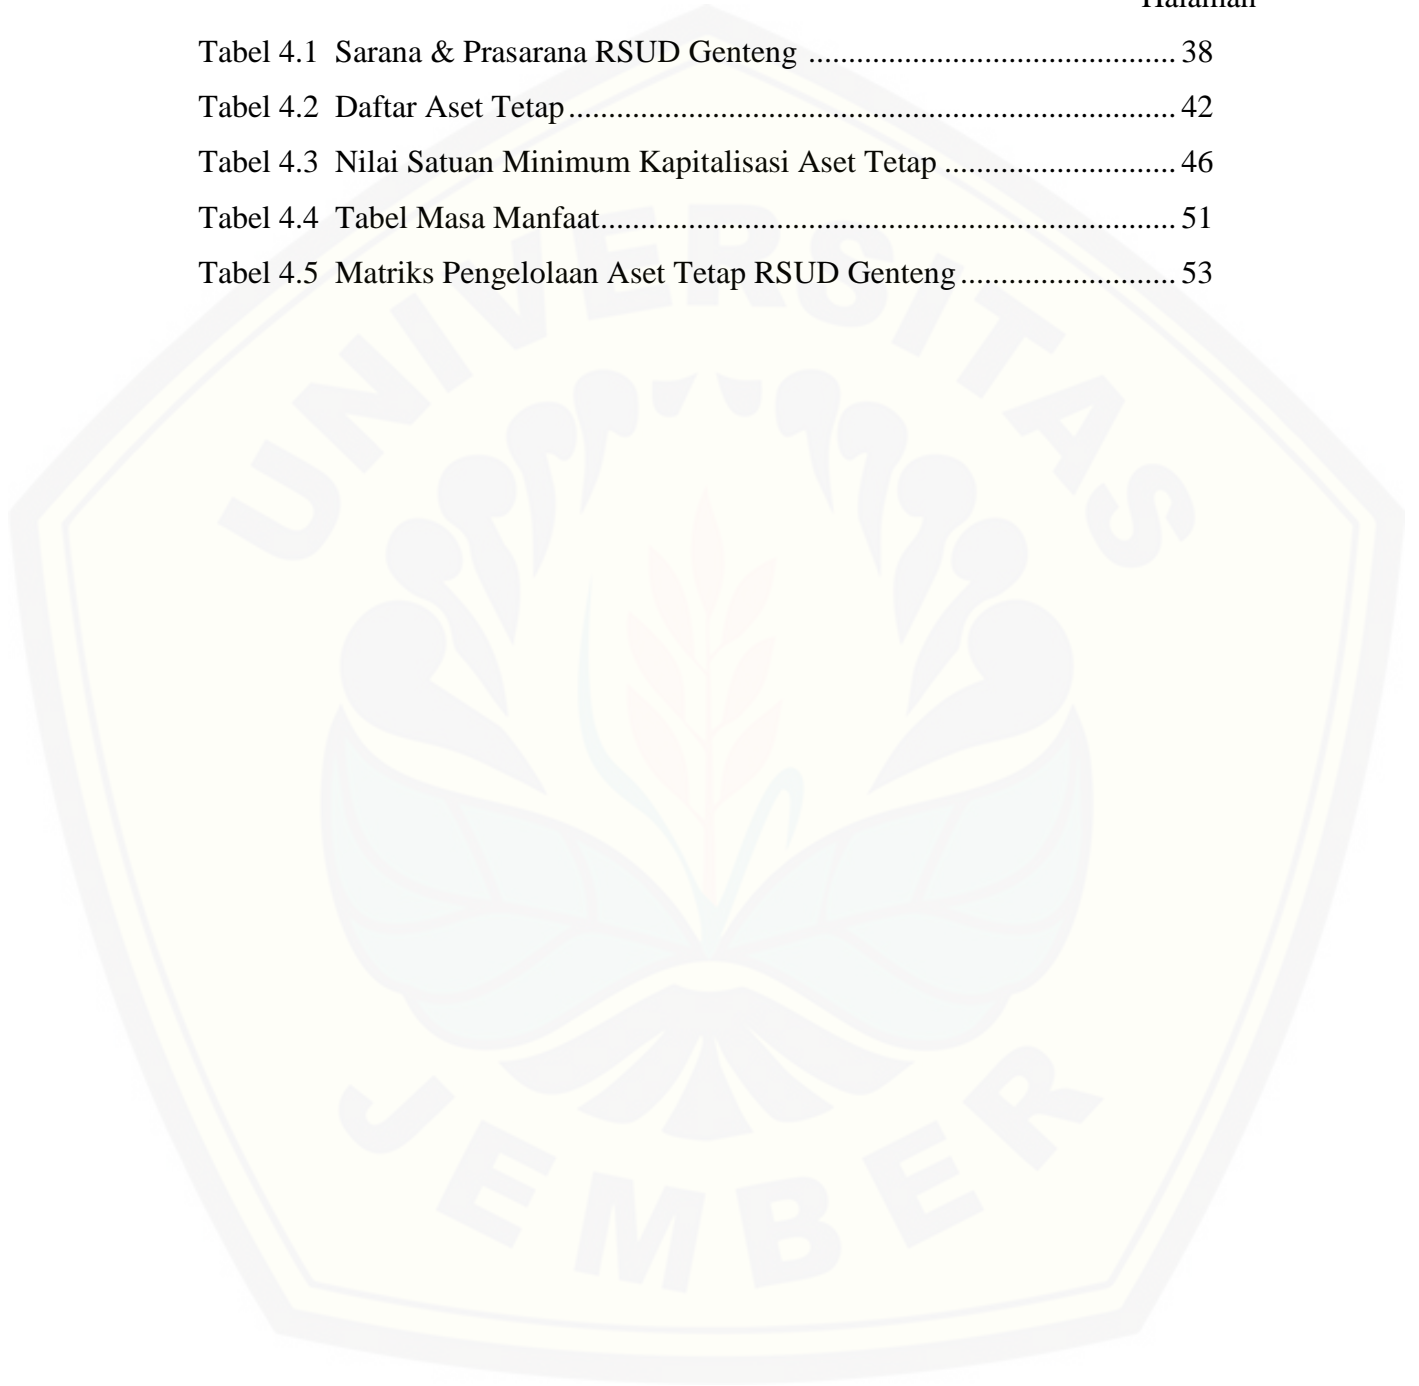 Halaman
Tabel 4.1 Sarana & Prasarana RSUD Genteng .............................................. 38
Tabel 4.2 Daftar Aset Tetap ............................................................................ 42
Tabel 4.3 Nilai Satuan Minimum Kapitalisasi Aset Tetap ............................. 46
Tabel 4.4 Tabel Masa Manfaat........................................................................ 51
Tabel 4.5 Matriks Pengelolaan Aset Tetap RSUD Genteng ........................... 53
UNIVERSITAS
JEMBER